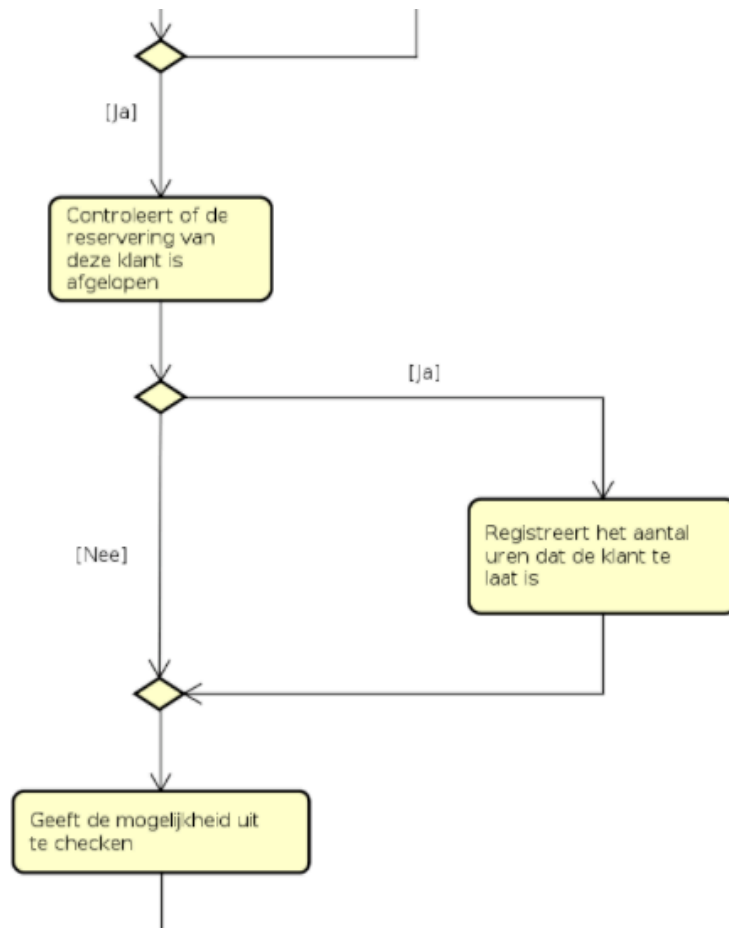 [Ja]
Controleert of de
reservering van
deze klant is
afgelopen
[Ja]
[Nee]
Registreert het aantal
uren dat de klant te
laat is
Geeft de mogelijkheid uit
te checken